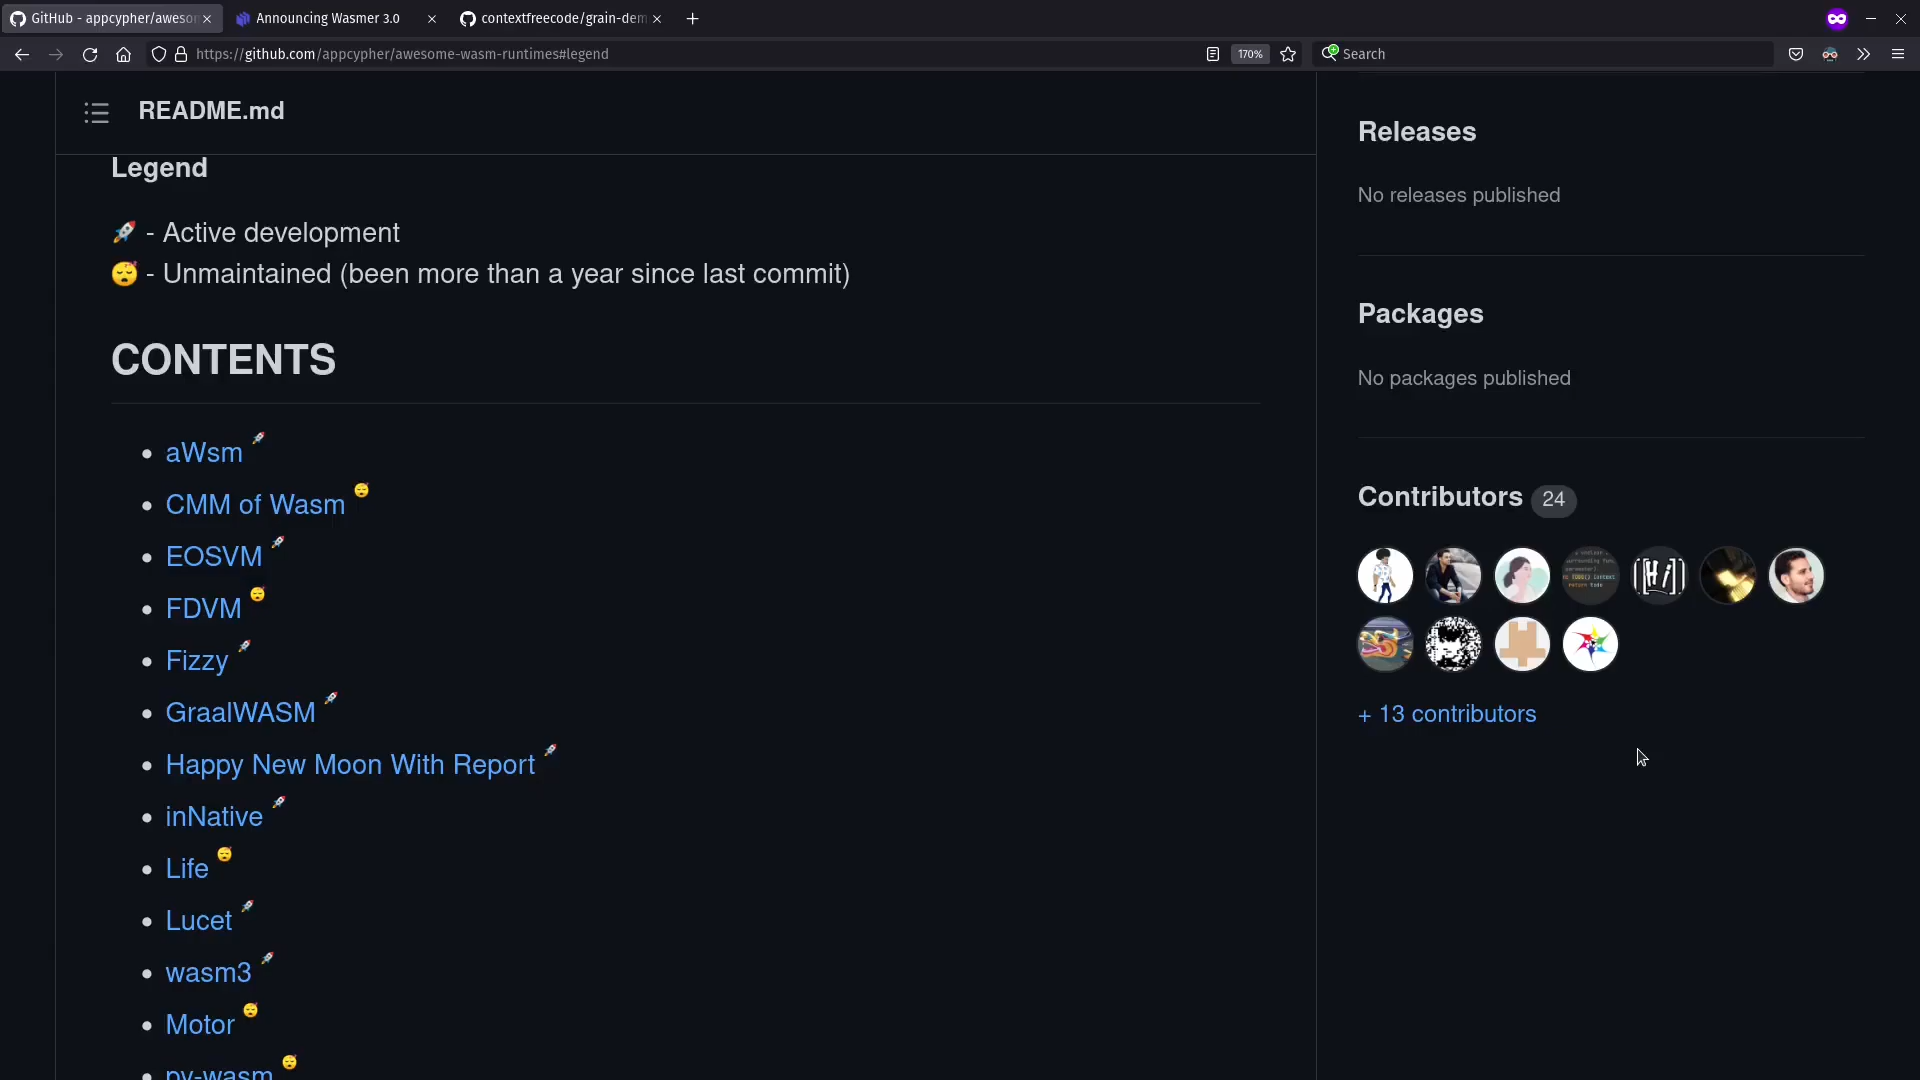 GitHub - appcypher/aweso
Announcing Wasmer 3.0
contextfreecode/grain-dem
https://github.com/appcypher/awesome-wasm-runtimes#legend
170%
Search
README.md
Legend
🚀 - Active development
😴 - Unmaintained (been more than a year since last commit)
CONTENTS
• aWsm 🚀
• CMM of Wasm 😴
• EOSVM 🚀
• FDVM 😴
• Fizzy 🚀
• GraalWASM 🚀
• Happy New Moon With Report 🚀
• inNative 🚀
• Life 😴
• Lucet 🚀
• wasm3 🚀
• Motor 😴
• py-wasm 😴
Releases
No releases published
Packages
No packages published
Contributors 24
[Hi]
+ 13 contributors